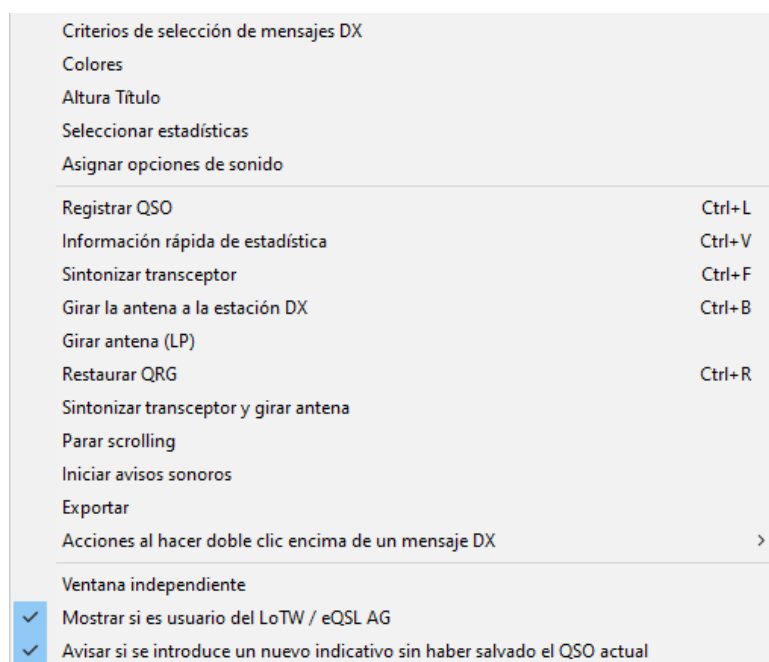 Criterios de selección de mensajes DX
Colores
Altura Título
Seleccionar estadísticas
Asignar opciones de sonido
Registrar QSO Ctrl+L
Información rápida de estadística Ctrl+V
Sintonizar transceptor Ctrl+F
Girar la antena a la estación DX Ctrl+B
Girar antena (LP)
Restaurar QRG Ctrl+R
Sintonizar transceptor y girar antena
Parar scrolling
Iniciar avisos sonoros
Exportar
Acciones al hacer doble clic encima de un mensaje DX
Ventana independiente
Mostrar si es usuario del LoTW / eQSL AG
Avisar si se introduce un nuevo indicativo sin haber salvado el QSO actual